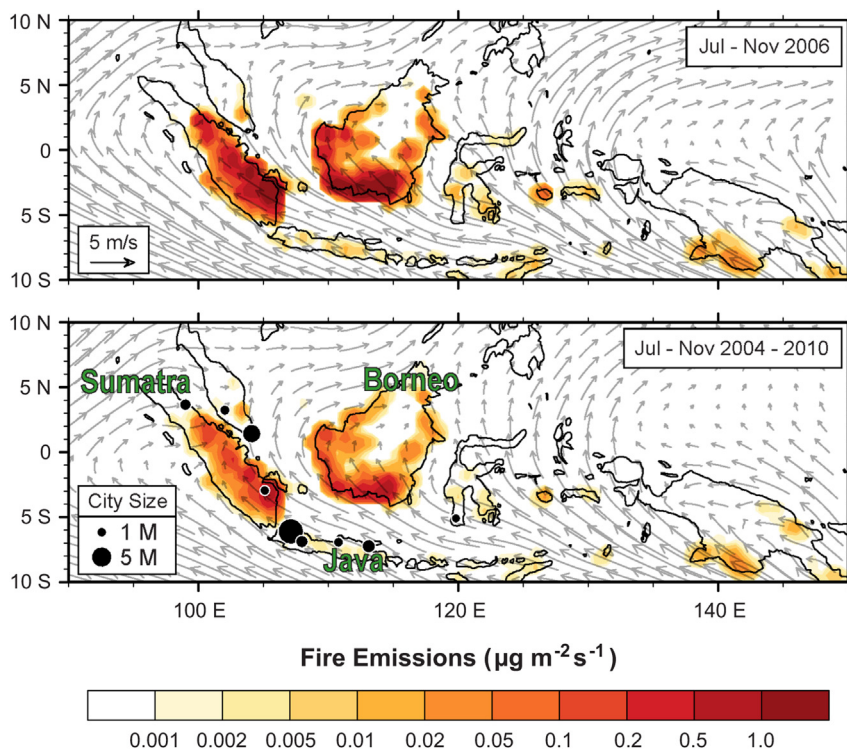 10 N
5 N
0
5 S
10 S
Jul - Nov 2006
5 m/s
10 N
5 N
0
5 S
10 S
Jul - Nov 2004 - 2010
Sumatra
Borneo
Java
City Size
1 M
5 M
100 E
120 E
140 E
Fire Emissions (µg m⁻² s⁻¹)
0.001 0.002 0.005 0.01 0.02 0.05 0.1 0.2 0.5 1.0